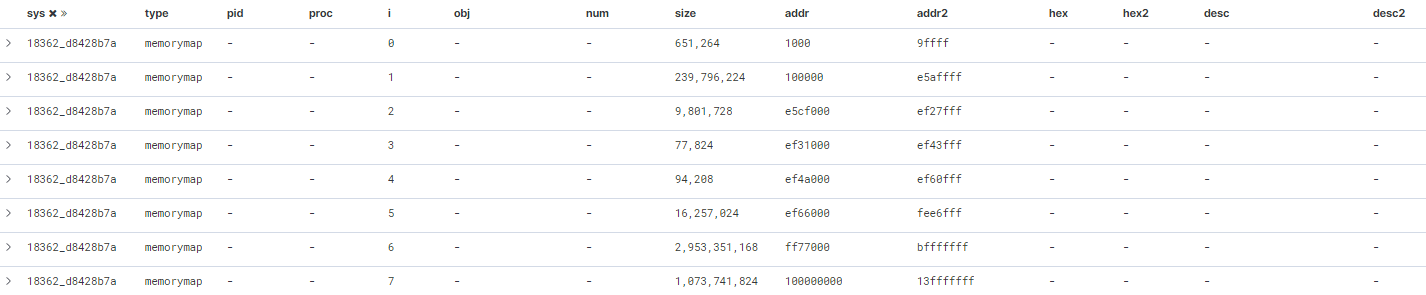 sys ✖ » type pid proc i obj num size addr addr2 hex hex2 desc desc2
> 18362_d8428b7a memorymap - - 0 - - 651,264 1000 9ffff - - - -
> 18362_d8428b7a memorymap - - 1 - - 239,796,224 100000 e5affff - - - -
> 18362_d8428b7a memorymap - - 2 - - 9,801,728 e5cf000 ef27fff - - - -
> 18362_d8428b7a memorymap - - 3 - - 77,824 ef31000 ef43fff - - - -
> 18362_d8428b7a memorymap - - 4 - - 94,208 ef4a000 ef60fff - - - -
> 18362_d8428b7a memorymap - - 5 - - 16,257,024 ef66000 fee6fff - - - -
> 18362_d8428b7a memorymap - - 6 - - 2,953,351,168 ff77000 bfffffff - - - -
> 18362_d8428b7a memorymap - - 7 - - 1,073,741,824 100000000 13fffffff - - - -